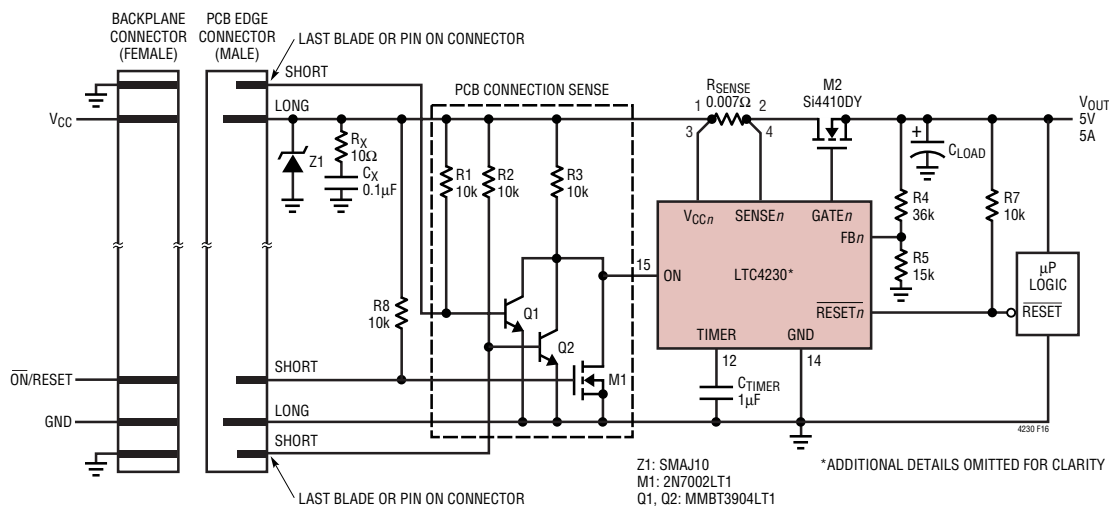 BACKPLANE
CONNECTOR
(FEMALE)
PCB EDGE
CONNECTOR
(MALE)
LAST BLADE OR PIN ON CONNECTOR
SHORT
LONG
VCC
Z1
RX
10Ω
CX
0.1µF
PCB CONNECTION SENSE
R1
10k
R2
10k
R3
10k
R8
10k
Q1
Q2
M1
1
RSENSE
0.007Ω
2
3
4
M2
Si4410DY
VOUT
5V
5A
CLOAD
+
R4
36k
R7
10k
R5
15k
VCCn
SENSEn
GATEn
FBn
15
ON
LTC4230*
RESETn
TIMER
GND
12
14
CTIMER
1µF
µP
LOGIC
RESET
ON/RESET
SHORT
GND
LONG
SHORT
LAST BLADE OR PIN ON CONNECTOR
4230 F16
Z1: SMAJ10
M1: 2N7002LT1
Q1, Q2: MMBT3904LT1
*ADDITIONAL DETAILS OMITTED FOR CLARITY